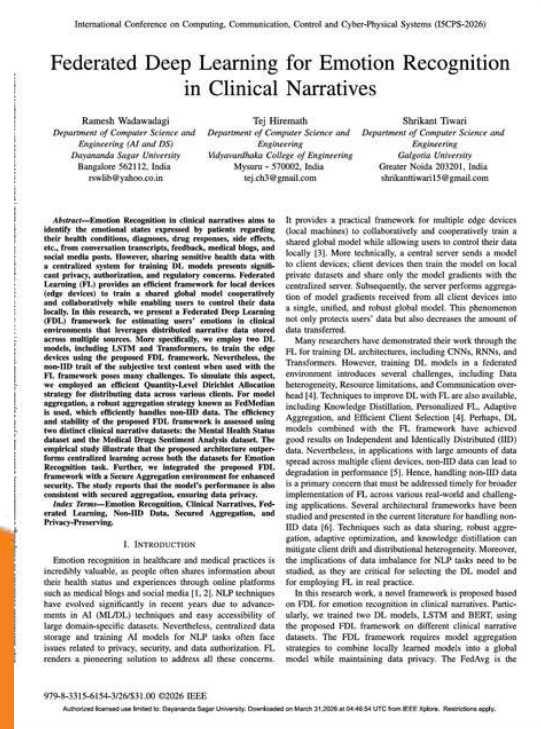 International Conference on Computing, Communication, Control and Cyber-Physical Systems (I5CPS-2026)
Federated Deep Learning for Emotion Recognition
in Clinical Narratives
Ramesh Wadawadagi
Department of Computer Science and
Engineering (AI and DS)
Dayananda Sagar University
Bangalore 562112, India
rswlib@yahoo.co.in
Tej Hiremath
Department of Computer Science and
Engineering
Vidyavardhaka College of Engineering
Mysuru - 570002, India
tej.ch3@gmail.com
Shrikant Tiwari
Department of Computer Science and
Engineering
Galgotia University
Greater Noida 203201, India
shrikanttiwari15@gmail.com
Abstract—Emotion Recognition in clinical narratives aims to
identify the emotional states expressed by patients regarding
their health conditions, diagnoses, drug responses, side effects,
etc., from conversation transcripts, feedback, medical blogs, and
social media posts. However, sharing sensitive health data with
a centralized system for training DL models presents signifi-
cant privacy, authorization, and regulatory concerns. Federated
Learning (FL) provides an efficient framework for local devices
(edge devices) to train a shared global model cooperatively
and collaborative while enabling users to control their data
locally. In this research, we present a Federated Deep Learning
(FDL) framework for estimating users' emotions in clinical
environments that leverages distributed narrative data stored
across multiple sources. More specifically, we employ two DL
models, including LSTM and Transformers, to train the edge
devices using the proposed FDL framework. Nevertheless, the
non-IID trait of the subjective text content when used with the
FL framework poses many challenges. To simulate this aspect,
we employed an efficient Quantity-Level Dirichlet Allocation
strategy for distributing data across various clients. For model
aggregation, a robust aggregation strategy known as FedMedian
is used, which efficiently handles non-IID data. The efficiency
and stability of the proposed FDL framework is assessed using
two distinct clinical narrative datasets: the Mental Health Status
dataset and the Medical Drugs Sentiment Analysis dataset. The
empirical study illustrate that the proposed architecture outper-
forms centralized learning across both the datasets for Emotion
Recognition task. Further, we integrated the proposed FDL
framework with a Secure Aggregation environment for enhanced
security. The study reports that the model's performance is also
consistent with secured aggregation, ensuring data privacy.
Index Terms—Emotion Recognition, Clinical Narratives, Fed-
erated Learning, Non-IID Data, Secured Aggregation, and
Privacy-Preserving.
I. INTRODUCTION
Emotion recognition in healthcare and medical practices is
incredibly valuable, as people often shares information about
their health status and experiences through online platforms
such as medical blogs and social media [1, 2]. NLP techniques
have evolved significantly in recent years due to advance-
ments in AI (ML/DL) techniques and easy accessibility of
large domain-specific datasets. Nevertheless, centralized data
storage and training AI models for NLP tasks often face
issues related to privacy, security, and data authorization. FL
renders a pioneering solution to address all these concerns.
It provides a practical framework for multiple edge devices
(local machines) to collaboratively and cooperatively train a
shared global model while allowing users to control their data
locally [3]. More technically, a central server sends a model
to client devices; client devices then train the model on local
private datasets and share only the model gradients with the
centralized server. Subsequently, the server performs aggrega-
tion of model gradients received from all client devices into
a single, unified, and robust global model. This phenomenon
not only protects users' data but also decreases the amount of
data transferred.
Many researchers have demonstrated their work through the
FL for training DL architectures, including CNNs, RNNs, and
Transformers. However, training DL models in a federated
environment introduces several challenges, including Data
heterogeneity, Resource limitations, and Communication over-
head [4]. Techniques to improve DL with FL are also available,
including Knowledge Distillation, Personalized FL, Adaptive
Aggregation, and Efficient Client Selection [4]. Perhaps, DL
models combined with the FL framework have achieved
good results on Independent and Identically Distributed (IID)
data. Nevertheless, in applications with large amounts of data
spread across multiple client devices, non-IID data can lead to
degradation in performance [5]. Hence, handling non-IID data
is a primary concern that must be addressed timely for broader
implementation of FL across various real-world and challeng-
ing applications. Several architectural frameworks have been
studied and presented in the current literature for handling non-
IID data [6]. Techniques such as data sharing, robust aggre-
gation, adaptive optimization, and knowledge distillation can
mitigate client drift and distributional heterogeneity. Moreover,
the implications of data imbalance for NLP tasks need to be
studied, as they are critical for selecting the DL model and
for employing FL in real practice.
In this research work, a novel framework is proposed based
on FDL for emotion recognition in clinical narratives. Partic-
ularly, we trained two DL models, LSTM and BERT, using
the proposed FDL framework on different clinical narrative
datasets. The FDL framework requires model aggregation
strategies to combine locally learned models into a global
model while maintaining data privacy. The FedAvg is the
979-8-3315-6154-3/26/$31.00 ©2026 IEEE
Authorized licensed use limited to: Dayananda Sagar University. Downloaded on March 31,2026 at 04:46:54 UTC from IEEE Xplore. Restrictions apply.